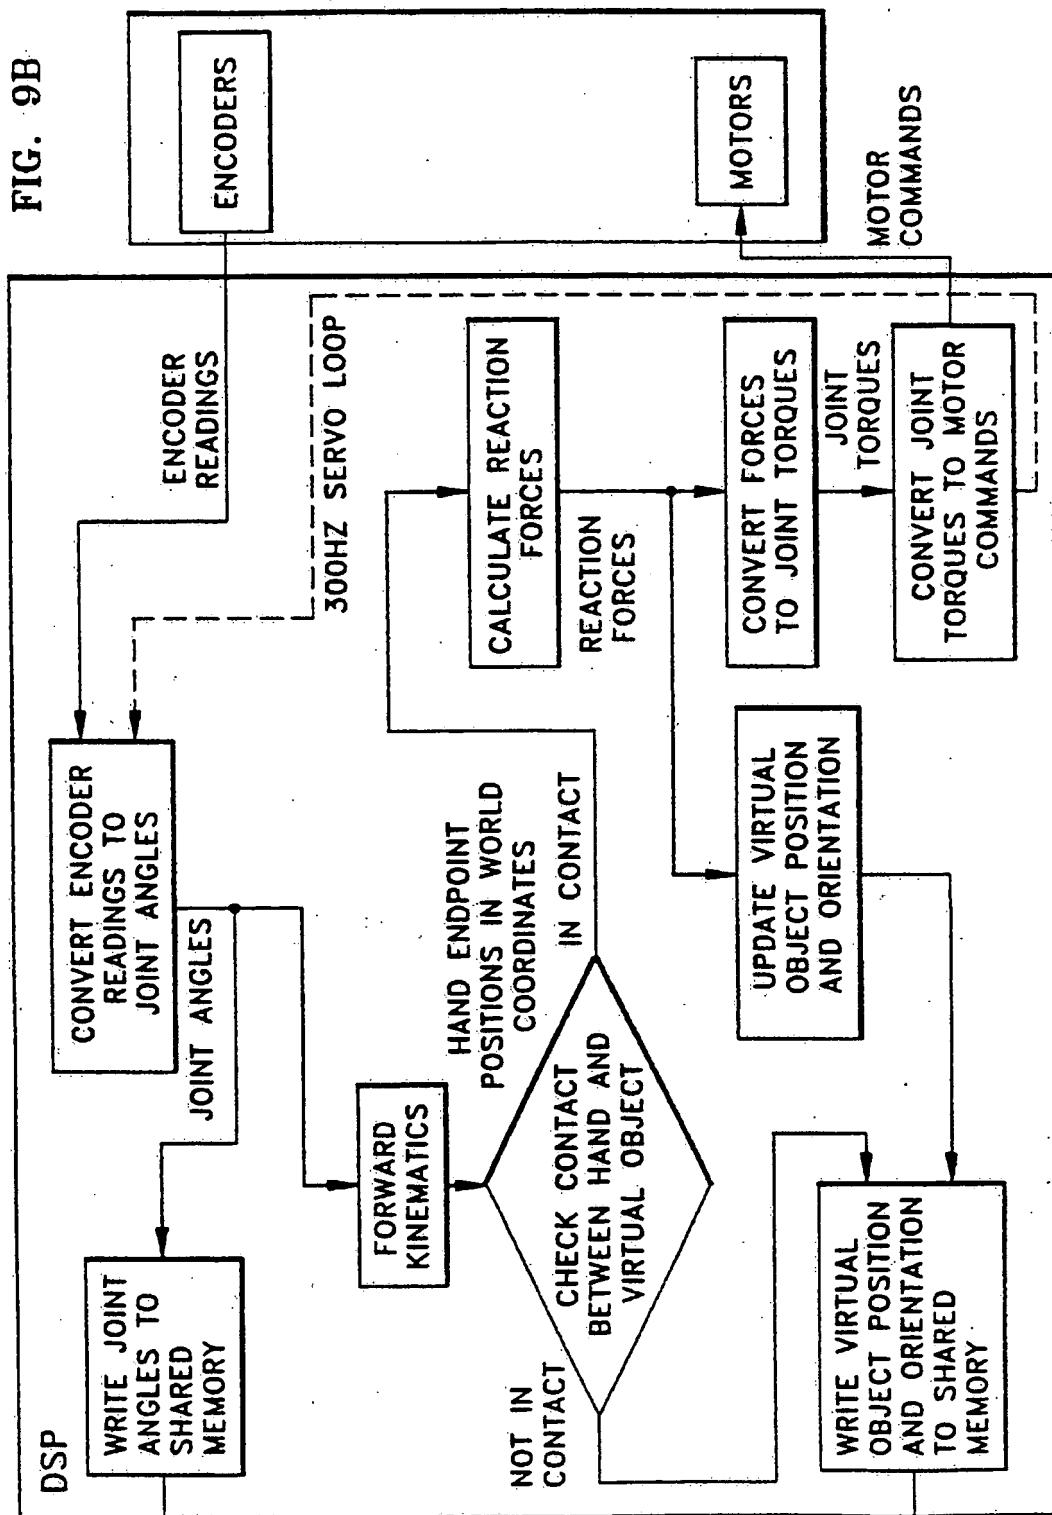 FIG. 9B
DSP
WRITE JOINT
ANGLES TO
SHARED
MEMORY
CONVERT ENCODER
READINGS TO
JOINT ANGLES
JOINT ANGLES
ENCODER
READINGS
ENCODERS
300HZ SERVO LOOP
FORWARD
KINEMATICS
HAND ENDPOINT
POSITIONS IN WORLD
COORDINATES
CHECK CONTACT
BETWEEN HAND AND
VIRTUAL OBJECT
NOT IN
CONTACT
IN CONTACT
CALCULATE REACTION
FORCES
REACTION
FORCES
CONVERT FORCES
TO JOINT TORQUES
JOINT
TORQUES
CONVERT JOINT
TORQUES TO MOTOR
COMMANDS
MOTOR
COMMANDS
MOTORS
UPDATE VIRTUAL
OBJECT POSITION
AND ORIENTATION
WRITE VIRTUAL
OBJECT POSITION
AND ORIENTATION
TO SHARED
MEMORY